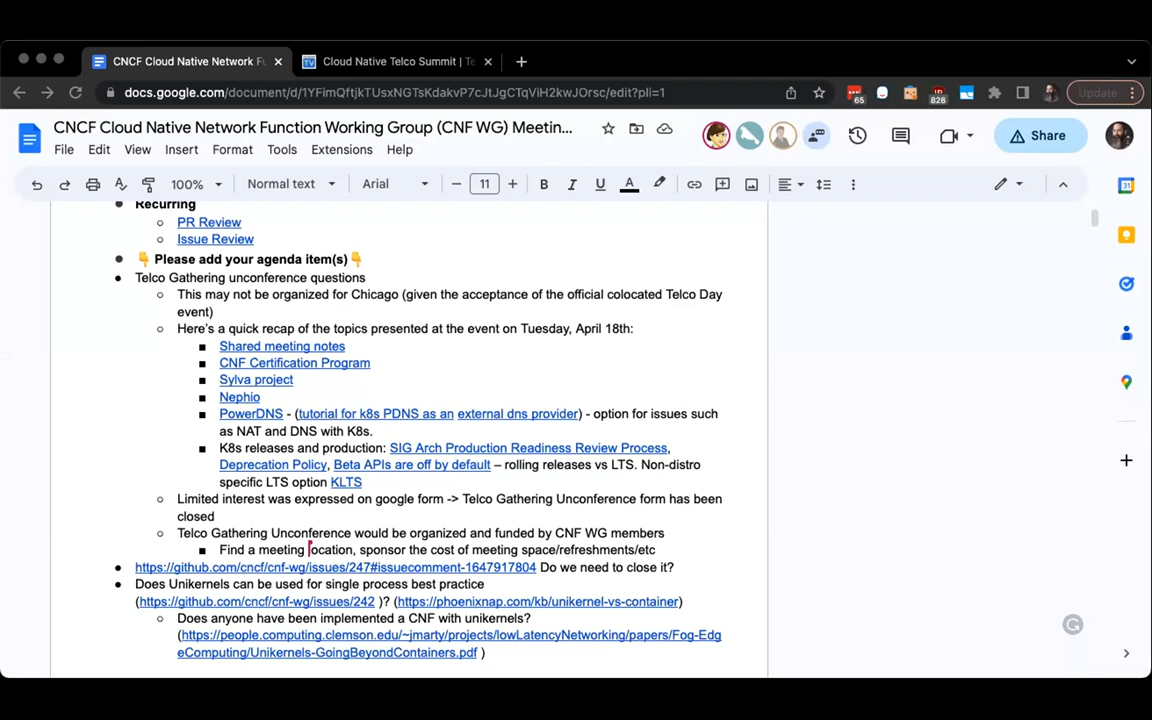 CNCF Cloud Native Network Fu
Cloud Native Telco Summit | Te
docs.google.com/document/d/1YFimQftjkTUsxNGTsKdakvP7cJtJgCTqViH2kwJOrsc/edit?pli=1
65
828
Update
CNCF Cloud Native Network Function Working Group (CNF WG) Meetin...
Share
File Edit View Insert Format Tools Extensions Help
100% Normal text Arial 11 B I U A
31
Recurring
PR Review
Issue Review
👇 Please add your agenda item(s)👇
Telco Gathering unconference questions
This may not be organized for Chicago (given the acceptance of the official colocated Telco Day
event)
Here's a quick recap of the topics presented at the event on Tuesday, April 18th:
Shared meeting notes
CNF Certification Program
Sylva project
Nephio
PowerDNS - (tutorial for k8s PDNS as an external dns provider) - option for issues such
as NAT and DNS with K8s.
K8s releases and production: SIG Arch Production Readiness Review Process,
Deprecation Policy, Beta APIs are off by default – rolling releases vs LTS. Non-distro
specific LTS option KLTS
Limited interest was expressed on google form -> Telco Gathering Unconference form has been
closed
Telco Gathering Unconference would be organized and funded by CNF WG members
Find a meeting location, sponsor the cost of meeting space/refreshments/etc
https://github.com/cncf/cnf-wg/issues/247#issuecomment-1647917804 Do we need to close it?
Does Unikernels can be used for single process best practice
(https://github.com/cncf/cnf-wg/issues/242 )? (https://phoenixnap.com/kb/unikernel-vs-container)
Does anyone have been implemented a CNF with unikernels?
(https://people.computing.clemson.edu/~jmarty/projects/lowLatencyNetworking/papers/Fog-Edg
eComputing/Unikernels-GoingBeyondContainers.pdf )